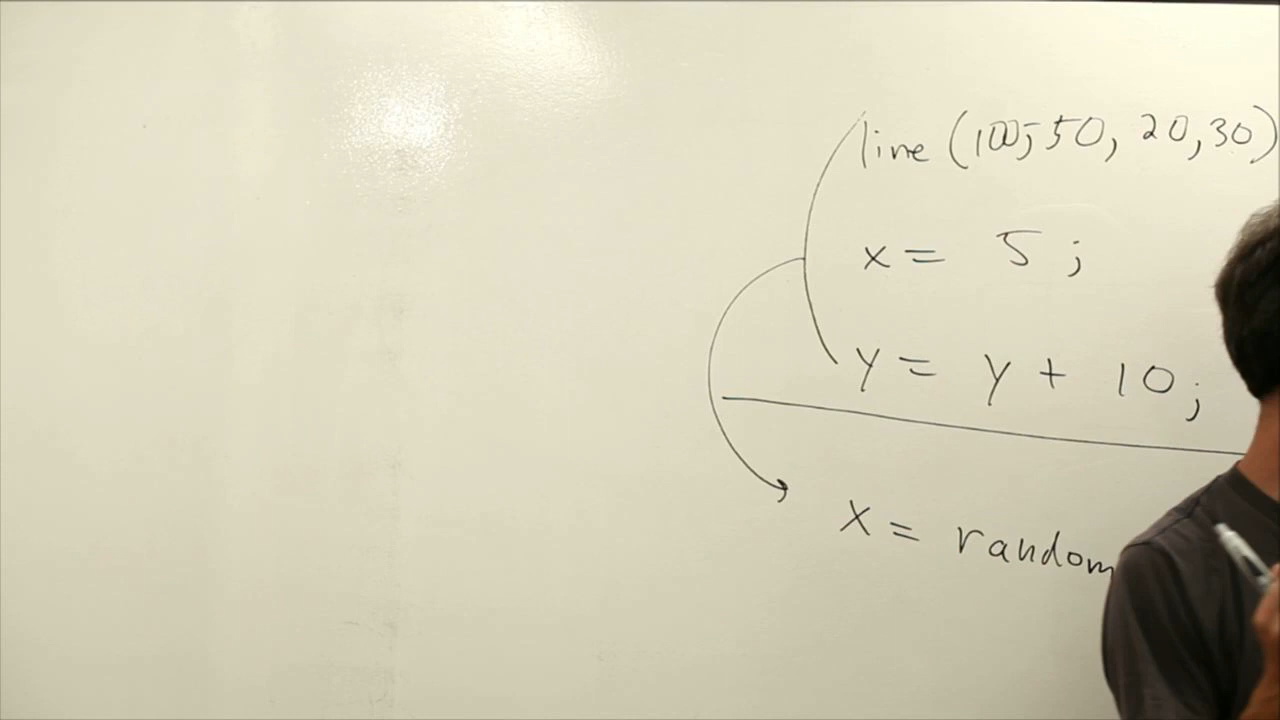 line (100, 50, 20, 30)
x = 5 ;
y = y + 10 ;
x = random